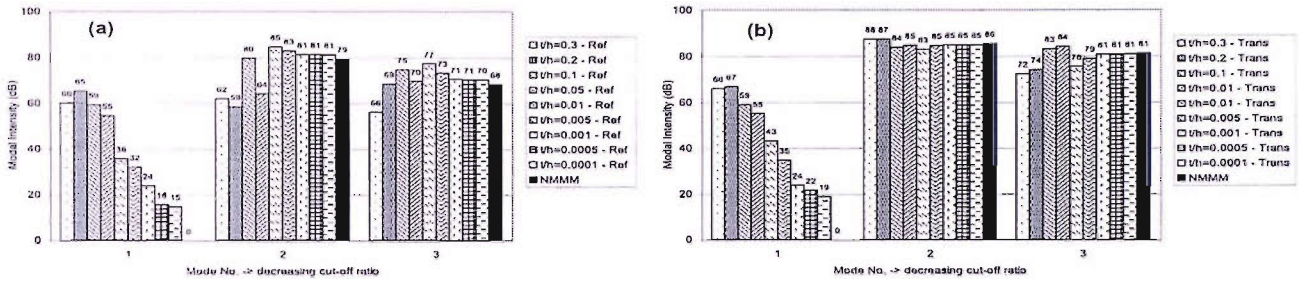 (a)
100
80
60
40
20
0
Modal Intensity (dB)
60 65 59 55 36 32 24 16 15 0
62 59 80 64 85 83 81 81 81 79
56 69 75 70 77 73 71 71 70 68
1 2 3
Mode No. -> decreasing cut-off ratio
t/h=0.3 - Ref
t/h=0.2 - Ref
t/h=0.1 - Ref
t/h=0.05 - Ref
t/h=0.01 - Ref
t/h=0.005 - Ref
t/h=0.001 - Ref
t/h=0.0005 - Ref
t/h=0.0001 - Ref
NMMM
(b)
100
80
60
40
20
0
Modal Intensity (dB)
66 67 59 55 43 35 24 22 19 0
88 87 84 85 83 85 85 85 85 86
72 74 83 84 76 79 81 81 81 81
1 2 3
Mode No. -> decreasing cut-off ratio
t/h=0.3 - Trans
t/h=0.2 - Trans
t/h=0.1 - Trans
t/h=0.01 - Trans
t/h=0.01 - Trans
t/h=0.005 - Trans
t/h=0.001 - Trans
t/h=0.0005 - Trans
t/h=0.0001 - Trans
NMMM